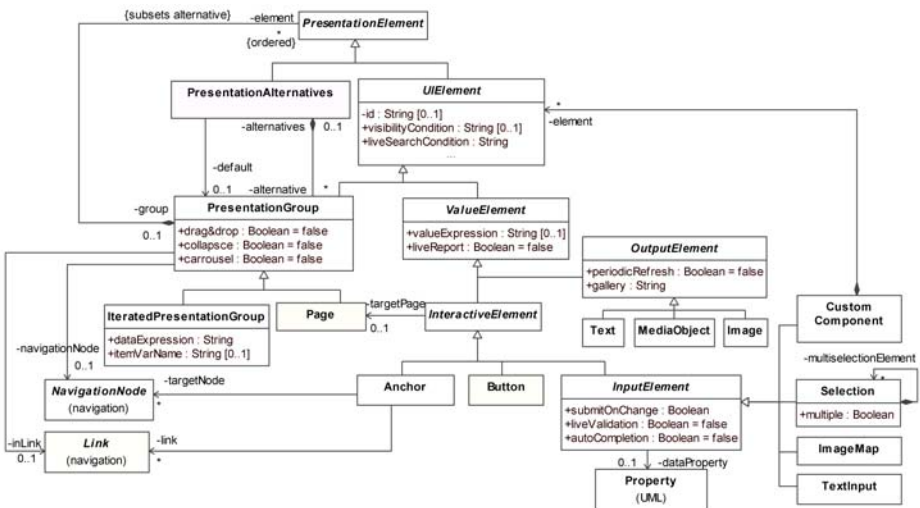 {subsets alternative}
-element
*
{ordered}
PresentationElement
PresentationAlternatives
UIElement
-id : String [0..1]
+visibilityCondition : String [0..1]
+liveSearchCondition : String
...
*
-element
-alternatives
0..1
-default
0..1
-alternative
*
-group
0..1
PresentationGroup
+drag&drop : Boolean = false
+collapsce : Boolean = false
+carrousel : Boolean = false
ValueElement
+valueExpression : String [0..1]
+liveReport : Boolean = false
OutputElement
+periodicRefresh : Boolean = false
+gallery : String
IteratedPresentationGroup
+dataExpression : String
+itemVarName : String [0..1]
Page
-targetPage
0..1
InteractiveElement
Text
MediaObject
Image
Custom
Component
-navigationNode
0..1
NavigationNode
(navigation)
-targetNode
*
Anchor
Button
InputElement
+submitOnChange : Boolean
+liveValidation : Boolean = false
+autoCompletion : Boolean = false
-multiselectionElement
*
Selection
+multiple : Boolean
-inLink
0..1
Link
(navigation)
-link
*
0..1
-dataProperty
Property
(UML)
ImageMap
TextInput